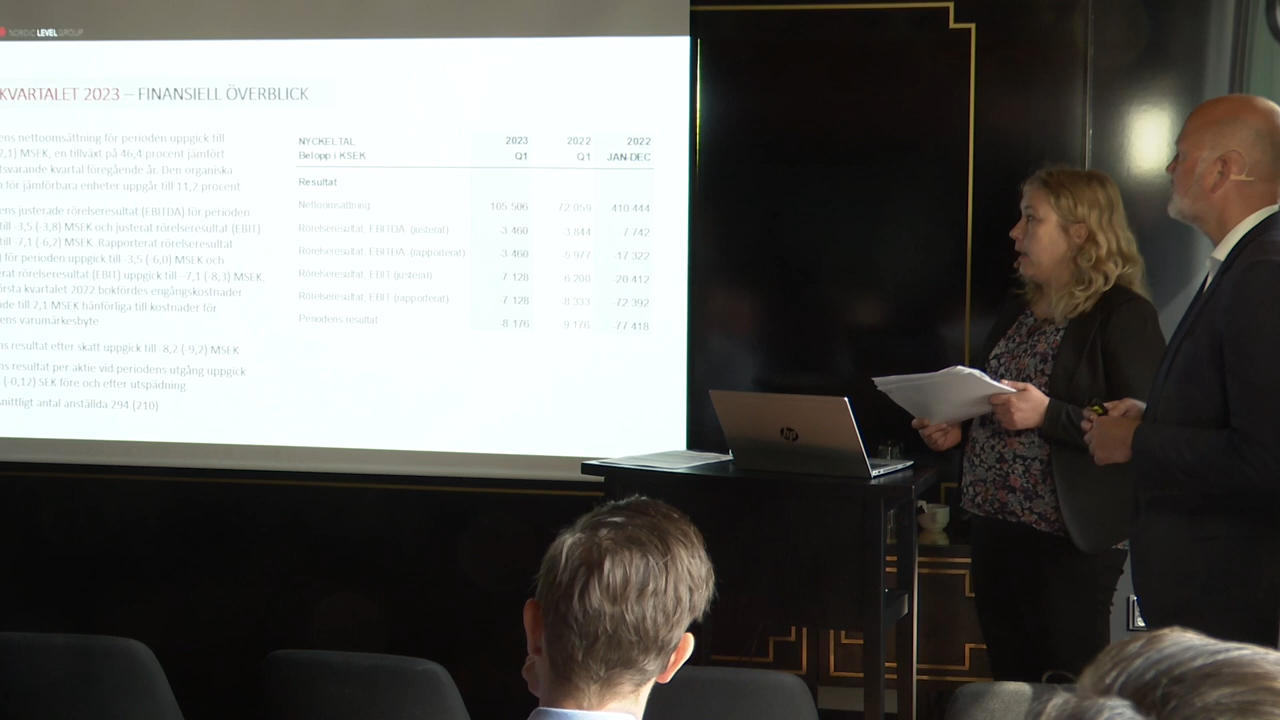 NORDIC LEVEL GROUP
KVARTALET 2023 – FINANSIELL ÖVERBLICK
ens nettoomsättning för perioden uppgick till
2,1) MSEK, en tillväxt på 46,4 procent jämfört
tsvarande kvartal föregående år. Den organiska
n för jämförbara enheter uppgår till 11,2 procent
ens justerade rörelseresultat (EBITDA) för perioden
till -3,5 (-3,8) MSEK och justerat rörelseresultat (EBIT)
till -7,1 (-6,2) MSEK. Rapporterat rörelseresultat
) för perioden uppgick till -3,5 (-6,0) MSEK och
erat rörelseresultat (EBIT) uppgick till –7,1 (-8,3) MSEK.
örsta kvartalet 2022 bokfördes engångskostnader
de till 2,1 MSEK hänförliga till kostnader för
ens varumärkesbyte
ns resultat efter skatt uppgick till -8,2 (-9,2) MSEK
ns resultat per aktie vid periodens utgång uppgick
(-0,12) SEK före och efter utspädning
snittligt antal anställda 294 (210)
NYCKELTAL 2023 2022 2022
Belopp i KSEK Q1 Q1 JAN-DEC
Resultat
Nettoomsättning 105 506 72 059 410 444
Rörelseresultat, EBITDA (justerat) -3 460 -3 844 7 742
Rörelseresultat, EBITDA (rapporterat) -3 460 -5 977 -17 322
Rörelseresultat, EBIT (justerat) -7 128 -6 200 -20 412
Rörelseresultat, EBIT (rapporterat) -7 128 -8 333 -72 392
Periodens resultat -8 176 -9 176 -77 418
hp